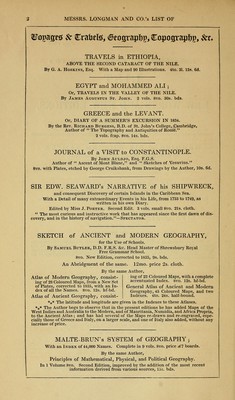 2 MESSRS. LONGMAN AND CO.'S LIST OF
Voyages & Travels, Geography, Topography, &c.
TRAVELS in ETHIOPIA,
ABOVE THE SECOND CATARACT OF THE NILE.
By G. A. Hoskins, Esq. With a Map and 90 Illustrations. 4to. 3l. 13s. 6d.
EGYPT and MOHAMMED ALI;
Or, TRAVELS IN THE VALLEY OF THE NILE.
By James Augustus St. John. 2 vols. 8vo. 30s. bds.
GREECE and the LEVANT.
Or, DIARY OF A SUMMER'S EXCURSION IN 1834.
By the Rev. Richard Burgess, B.D. of St. John's College, Cambridge,
Author of "The Topography and Antiquities of Rome."
2 vols. fcap. 8vo. 14s. bds.
JOURNAL of a VISIT to CONSTANTINOPLE.
By John Auldjo, Esq. F.G.S.
Author of "Ascent of Mont Blanc," and "Sketches of Vesuvius."
8vo. with Plates, etched by George Cruikshank, from Drawings by the Author, 10s. 6d.
SIR EDW. SEAWARD's NARRATIVE of his SHIPWRECK,
and consequent Discovery of certain Islands in the Caribbean Sea.
With a Detail of many extraordinary Events in his Life, from 1733 to 1749, as
written in his own Diary.
Edited by Miss J. Porter. Second Edit. 3 vols. small 8vo. 21s. cloth.
"The most curious and instructive work that has appeared since the first dawn of dis-
covery, and in the history of navigation."—Spectator.
SKETCH of ANCIENT and MODERN GEOGRAPHY,
for the Use of Schools.
By Samuel Butler, D.D. F.R.S. &c. Head Master of Shrewsbury Royal
Free Grammar School.
8vo. New Edition, corrected to 1835, 9s. bds.
An Abridgment of the same. 12mo. price 2s. cloth.
By the same Author,
Atlas of Modern Geography, consist-
ing of 23 Coloured Maps, from a New Set
of Plates, corrected to 1835, with an In-
dex of all the Names. 8vo. 12s. hf-bd.
Atlas of Ancient Geography, consist-
ing of 22 Coloured Maps, with a complete
accentuated Index. 8vo. 12s. hf-bd.
General Atlas of Ancient and Modern
Geography, 45 Coloured Maps, and two
Indexes. 4to. 24s. half-bound.
*** The latitude and longitude are given in the Indexes to these Atlases.
*** The Author begs to observe, that in the present editions he has added Maps of the
West Indies and Australia to the Modern, and of Mauritania, Numidia, and Africa Propria,
to the Ancient Atlas; and has had several of the Maps re-drawn and re-engraved, espe-
cially those of Greece and Italy, on a larger scale, and one of Italy also added, without any
increase of price.
MALTE-BRUN's SYSTEM of GEOGRAPHY;
With an Index of 44,000 Names. Complete in 9 vols. 8vo. price 7l. boards.
By the same Author,
Principles of Mathematical, Physical, and Political Geography.
In 1 Volume 8vo. Second Edition, improved by the addition of the most recent
information derived from various sources, 15s. bds.